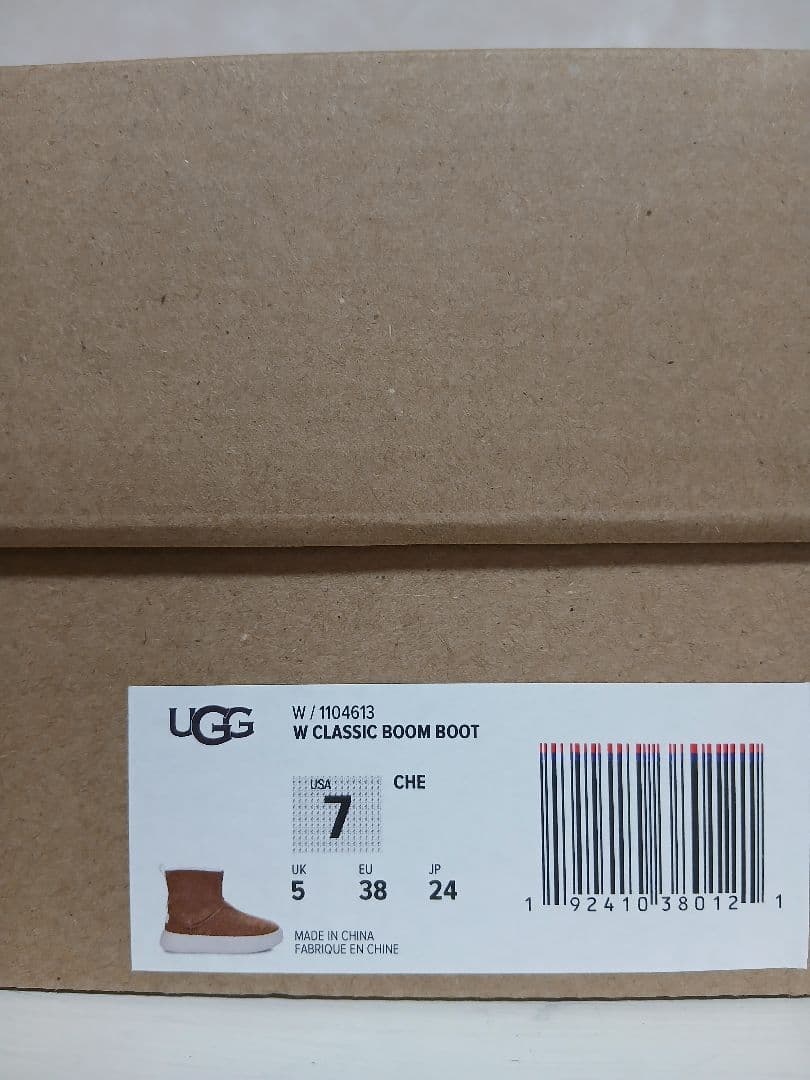 UGG
W / 1104613
W CLASSIC BOOM BOOT
USA
7
CHE
UK EU JP
5 38 24
MADE IN CHINA
FABRIQUE EN CHINE
1 92410 38012 1